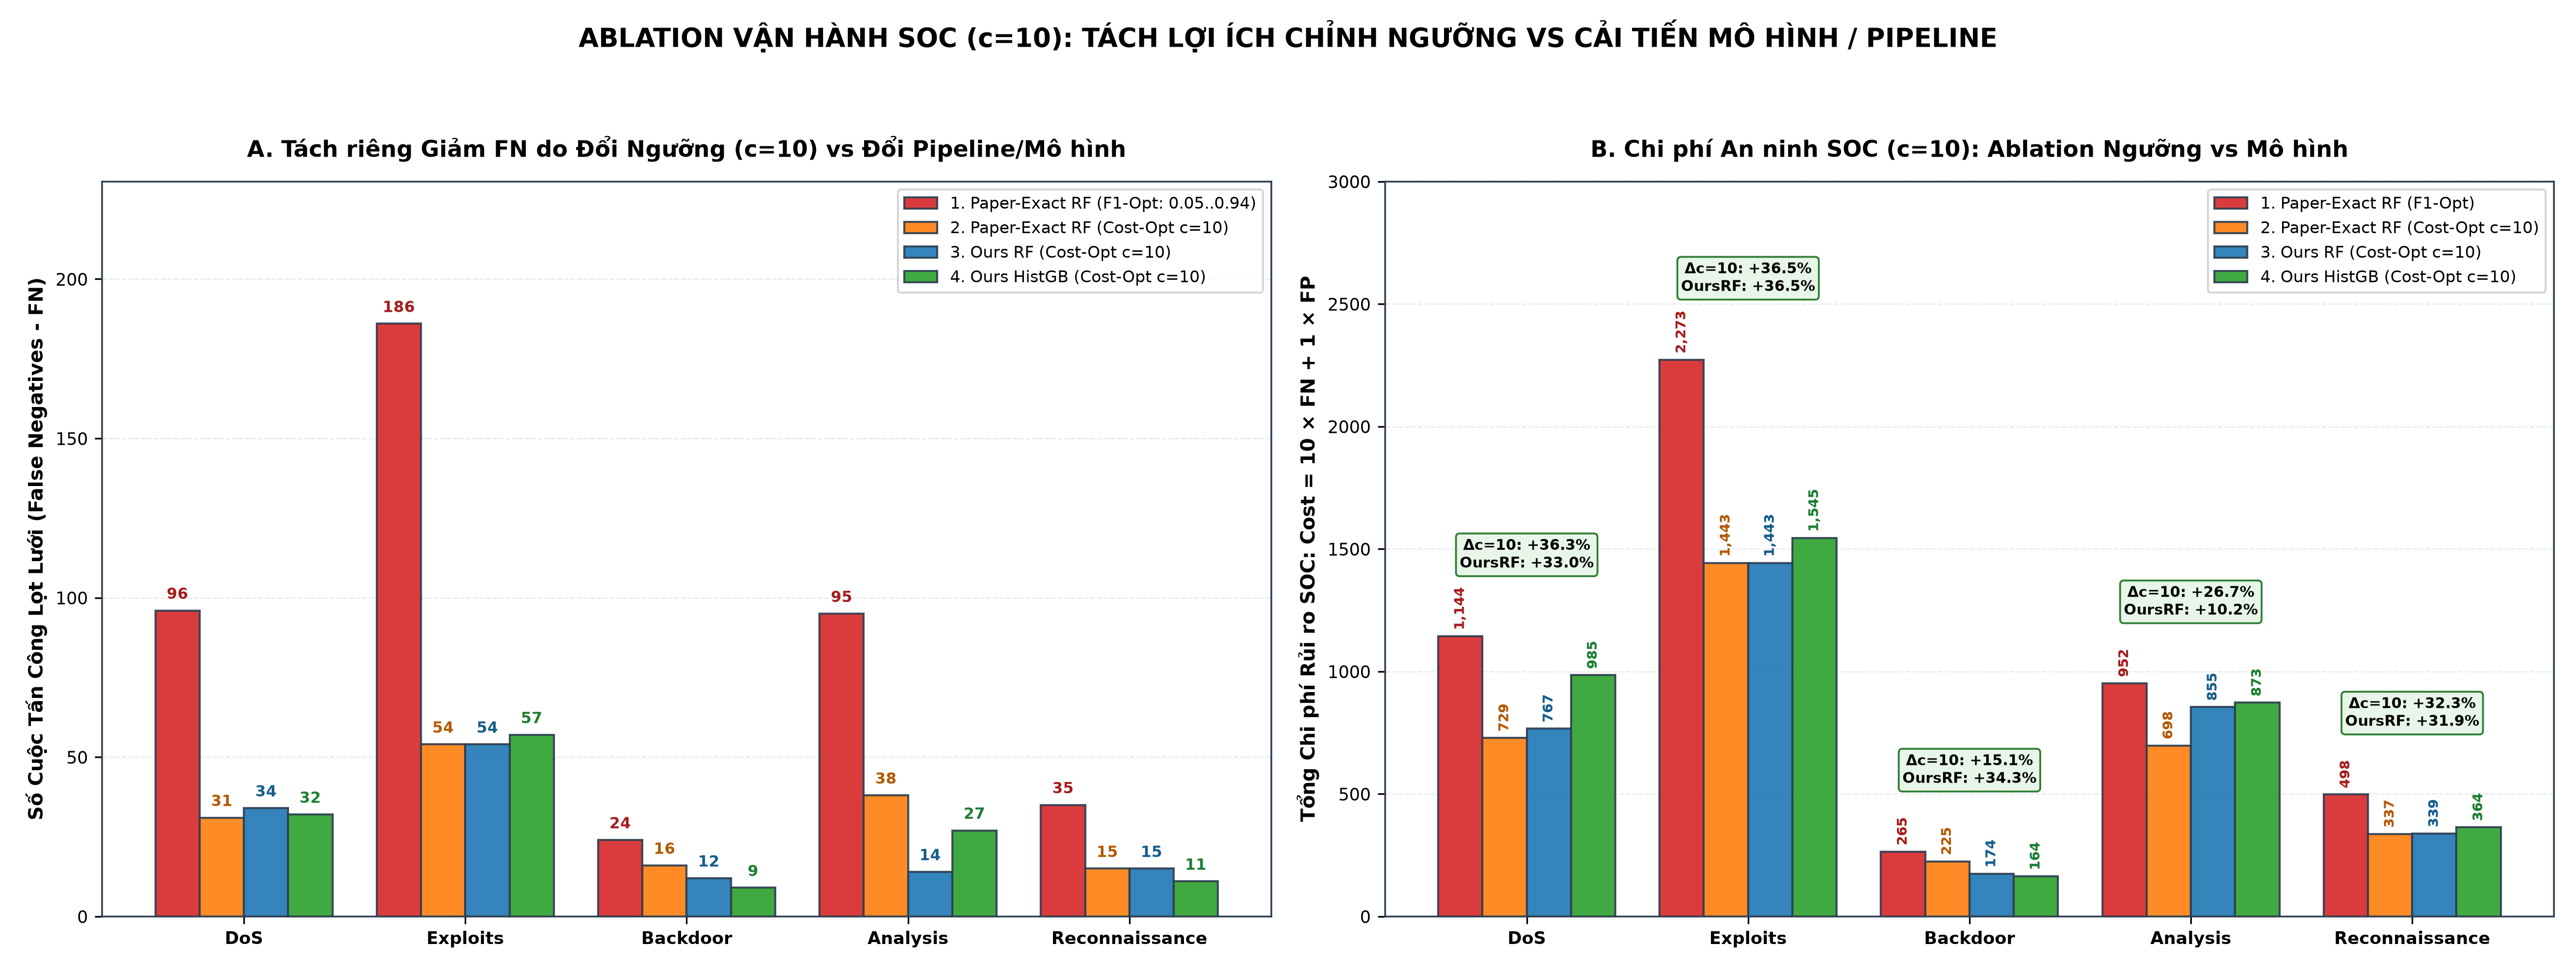 ABLATION VẬN HÀNH SOC (c=10): TÁCH LỢI ÍCH CHỈNH NGƯỠNG VS CẢI TIẾN MÔ HÌNH / PIPELINE
A. Tách riêng Giảm FN do Đổi Ngưỡng (c=10) vs Đổi Pipeline/Mô hình
Số Cuộc Tấn Công Lọt Lưới (False Negatives - FN)
200
150
100
50
0
1. Paper-Exact RF (F1-Opt: 0.05..0.94)
2. Paper-Exact RF (Cost-Opt c=10)
3. Ours RF (Cost-Opt c=10)
4. Ours HistGB (Cost-Opt c=10)
96
31
34
32
186
54
54
57
24
16
12
9
95
38
14
27
35
15
15
11
DoS
Exploits
Backdoor
Analysis
Reconnaissance
B. Chi phí An ninh SOC (c=10): Ablation Ngưỡng vs Mô hình
Tổng Chi phí Rủi ro SOC: Cost = 10 × FN + 1 × FP
3000
2500
2000
1500
1000
500
0
1. Paper-Exact RF (F1-Opt)
2. Paper-Exact RF (Cost-Opt c=10)
3. Ours RF (Cost-Opt c=10)
4. Ours HistGB (Cost-Opt c=10)
Δc=10: +36.3%
OursRF: +33.0%
1,144
729
767
985
Δc=10: +36.5%
OursRF: +36.5%
2,273
1,443
1,443
1,545
Δc=10: +15.1%
OursRF: +34.3%
265
225
174
164
Δc=10: +26.7%
OursRF: +10.2%
952
698
855
873
Δc=10: +32.3%
OursRF: +31.9%
498
337
339
364
DoS
Exploits
Backdoor
Analysis
Reconnaissance